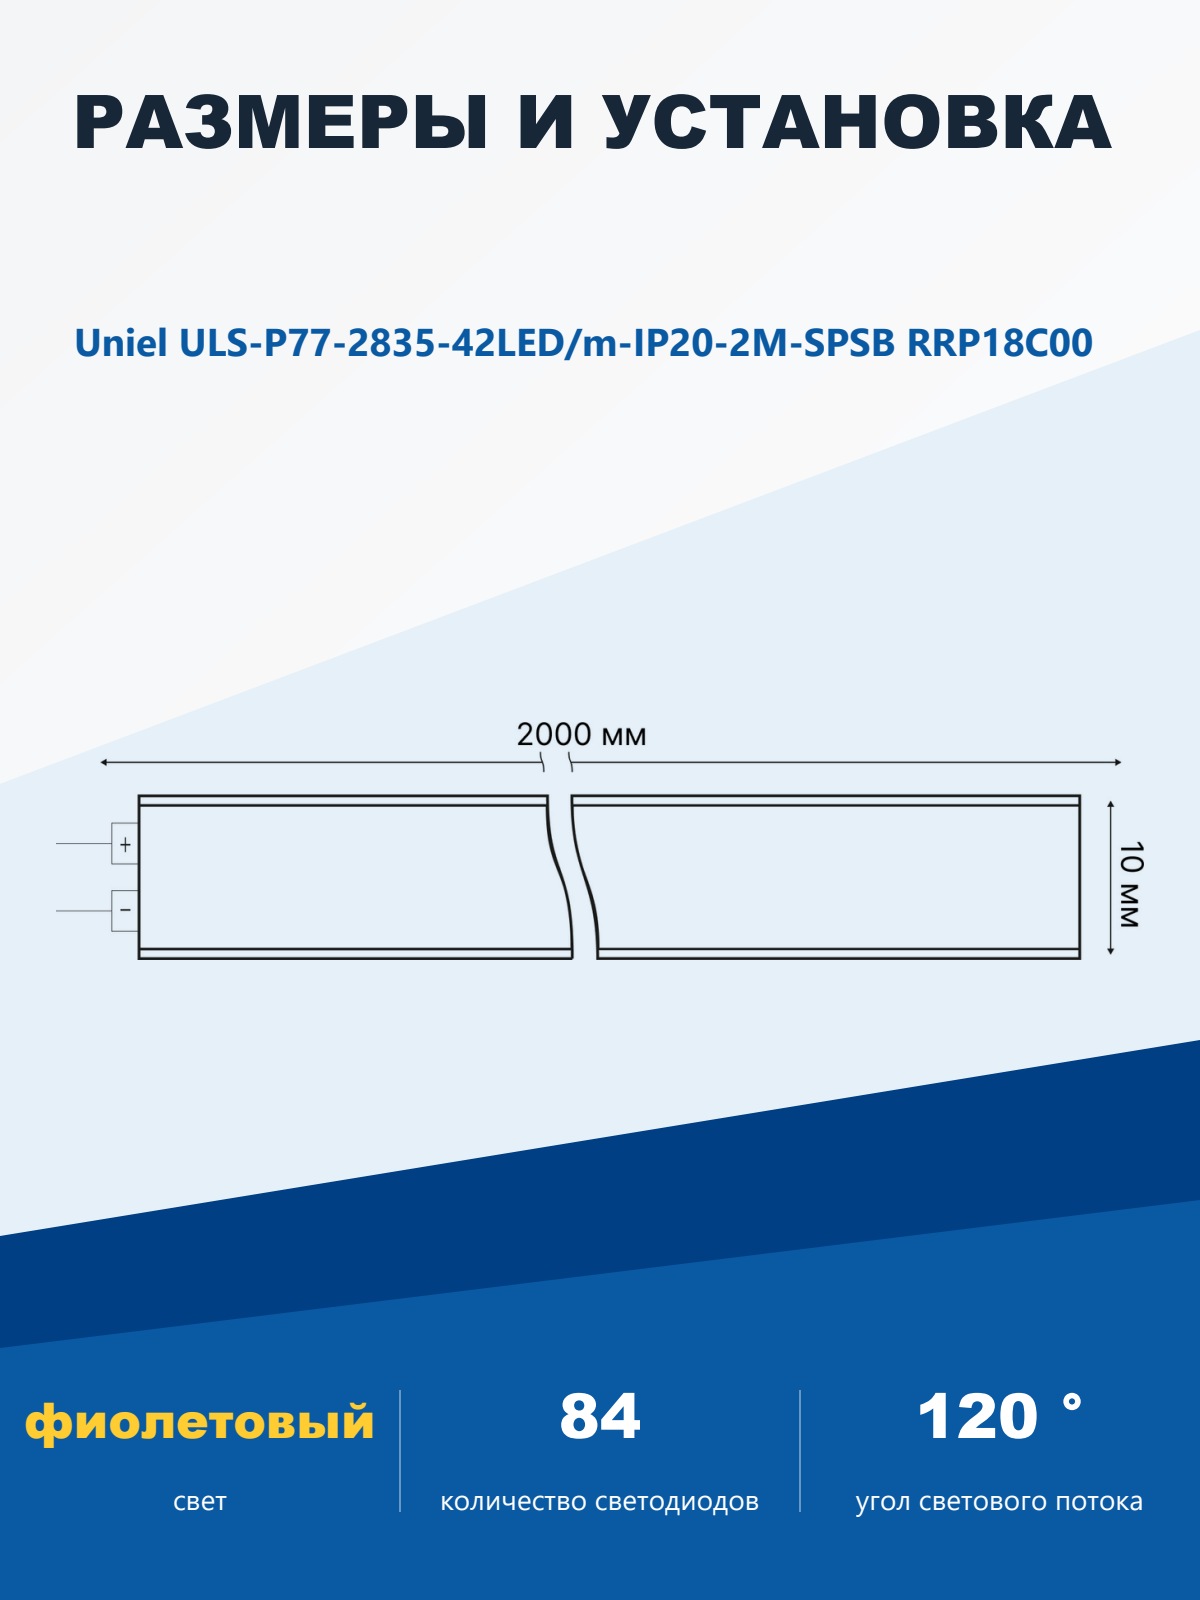 РАЗМЕРЫ И УСТАНОВКА
Uniel ULS-P77-2835-42LED/m-IP20-2M-SPSB RRP18C00
2000 мм
+
−
10 мм
фиолетовый
свет
84
количество светодиодов
120 °
угол светового потока